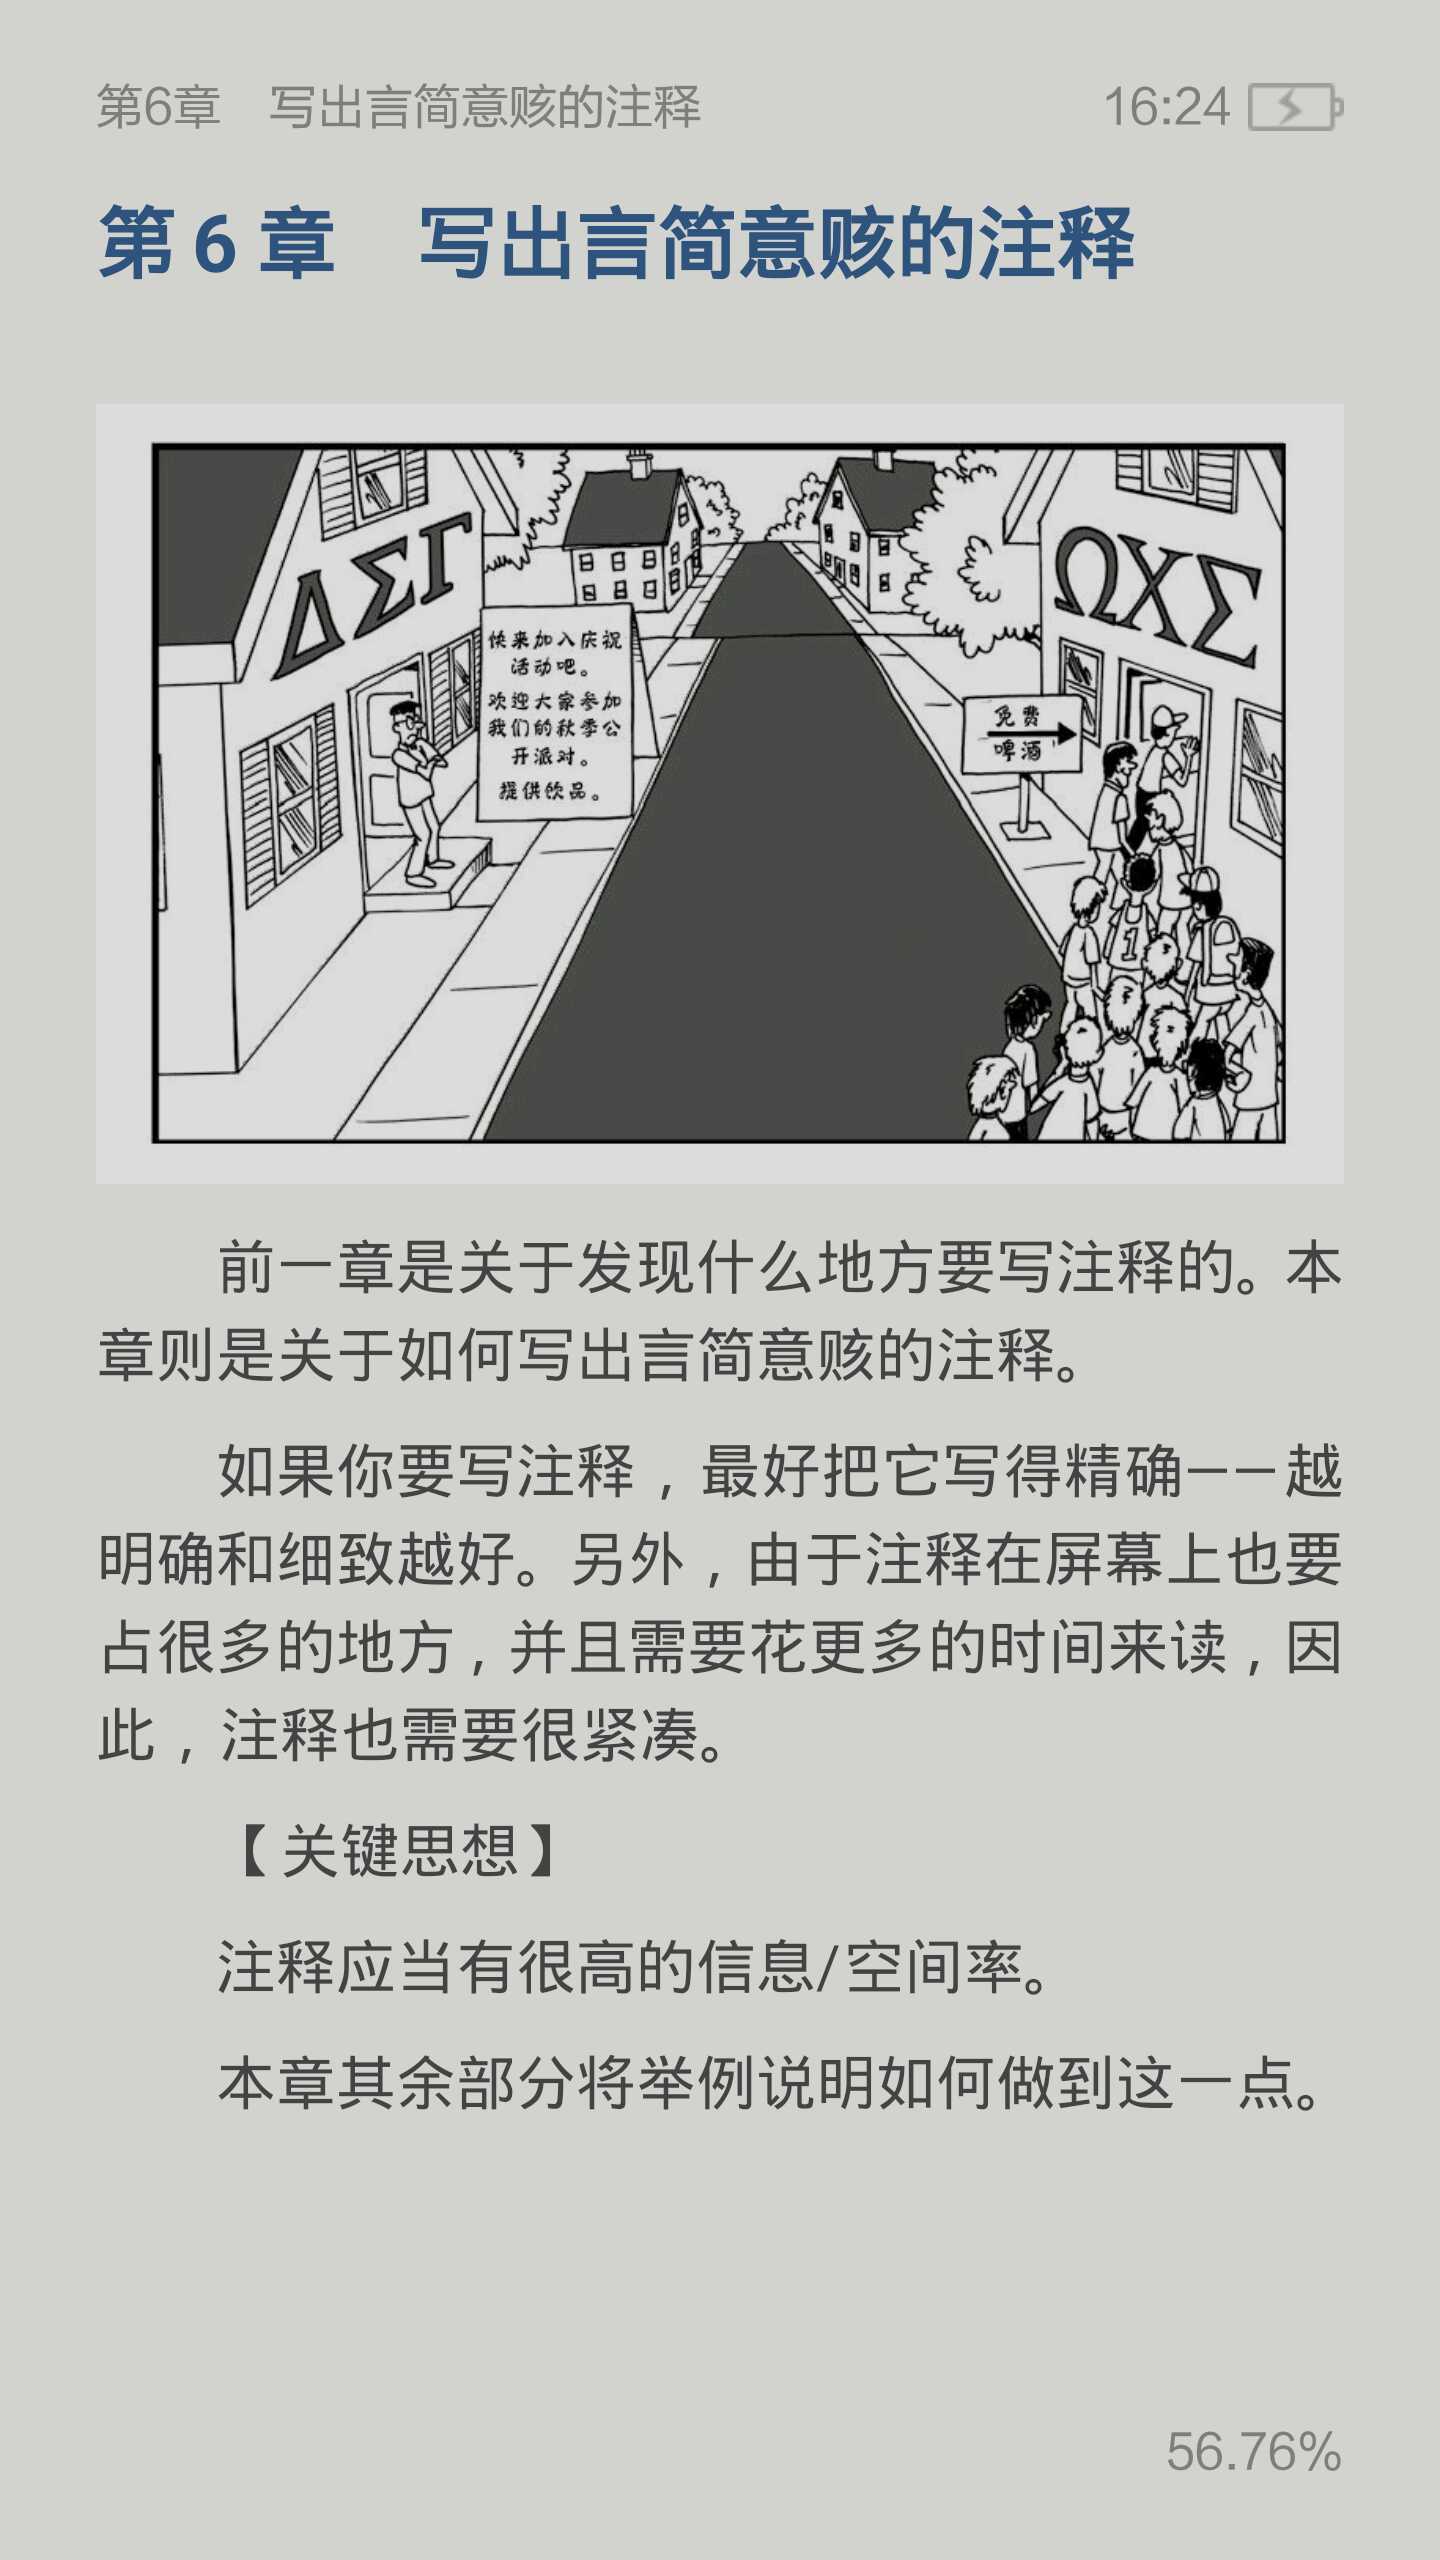 第6章 写出言简意赅的注释
16:24
第 6 章 写出言简意赅的注释
ΔΣΓ
ΩΧΣ
快来加入庆祝
活动吧。
欢迎大家参加
我们的秋季公
开派对。
提供饮品。
免费
啤酒
1
前一章是关于发现什么地方要写注释的。本
章则是关于如何写出言简意赅的注释。
如果你要写注释，最好把它写得精确——越
明确和细致越好。另外，由于注释在屏幕上也要
占很多的地方，并且需要花更多的时间来读，因
此，注释也需要很紧凑。
【关键思想】
注释应当有很高的信息/空间率。
本章其余部分将举例说明如何做到这一点。
56.76%